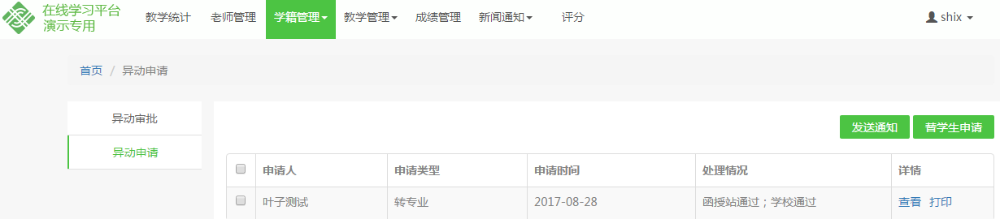 在线学习平台
演示专用
教学统计 老师管理 学籍管理 教学管理 成绩管理 新闻通知 评分 shix
首页 / 异动申请
异动审批
异动申请
发送通知 替学生申请
申请人 申请类型 申请时间 处理情况 详情
叶子测试 转专业 2017-08-28 函授站通过；学校通过 查看 打印